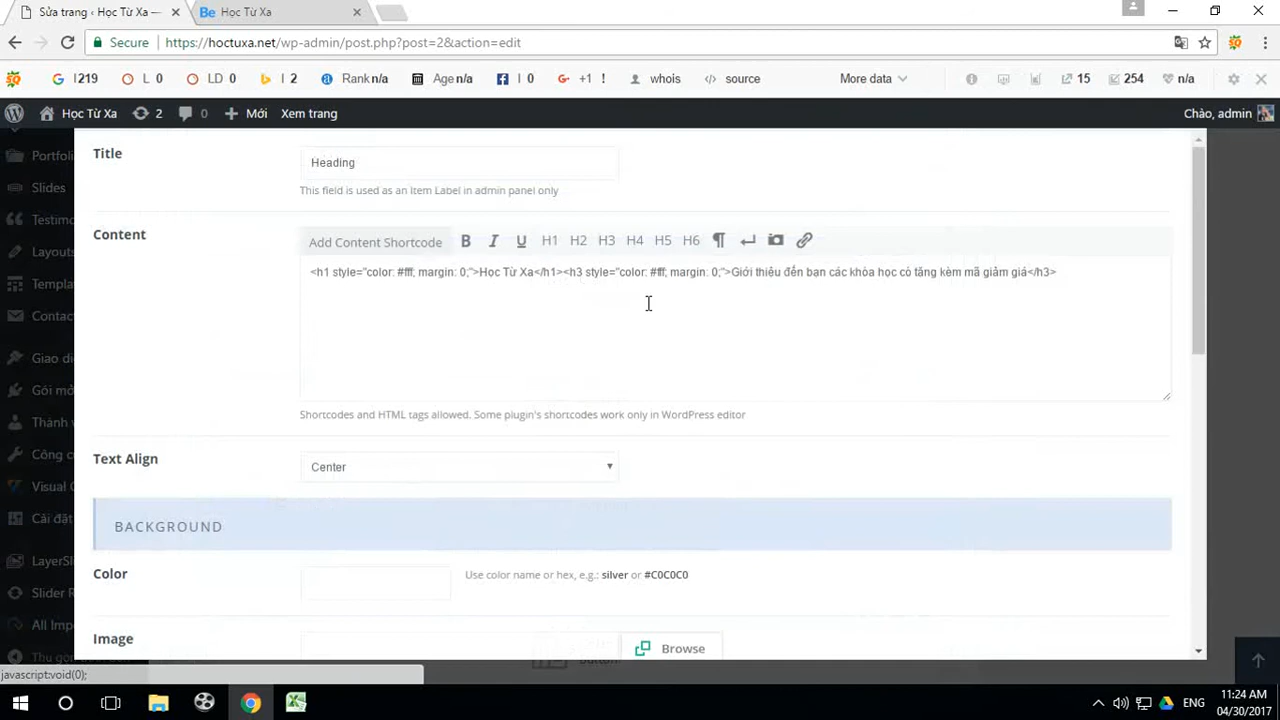 Sửa trang ‹ Học Từ Xa —
Be Học Từ Xa
Secure https://hoctuxa.net/wp-admin/post.php?post=2&action=edit
I 219 L 0 LD 0 I 2 Rank n/a Age n/a I 0 +1 ! whois source More data 15 254 n/a
Học Từ Xa 2 0 Mới Xem trang Chào, admin
Portfoli
Slides
Testimo
Layouts
Templa
Contac
Giao di
Gói mở
Thành v
Công c
Visual C
Cài đặt
LayerSl
Slider R
All Imp
Thu gọn
Title
Heading
This field is used as an Item Label in admin panel only
Content
Add Content Shortcode B I U H1 H2 H3 H4 H5 H6
<h1 style="color: #fff; margin: 0;">Học Từ Xa</h1><h3 style="color: #fff; margin: 0;">Giới thiệu đến bạn các khóa học có tăng kèm mã giảm giá</h3>
Shortcodes and HTML tags allowed. Some plugin's shortcodes work only in WordPress editor
Text Align
Center
BACKGROUND
Color
Use color name or hex, e.g.: silver or #C0C0C0
Image
Browse
Button
javascript:void(0);
ENG
11:24 AM
04/30/2017